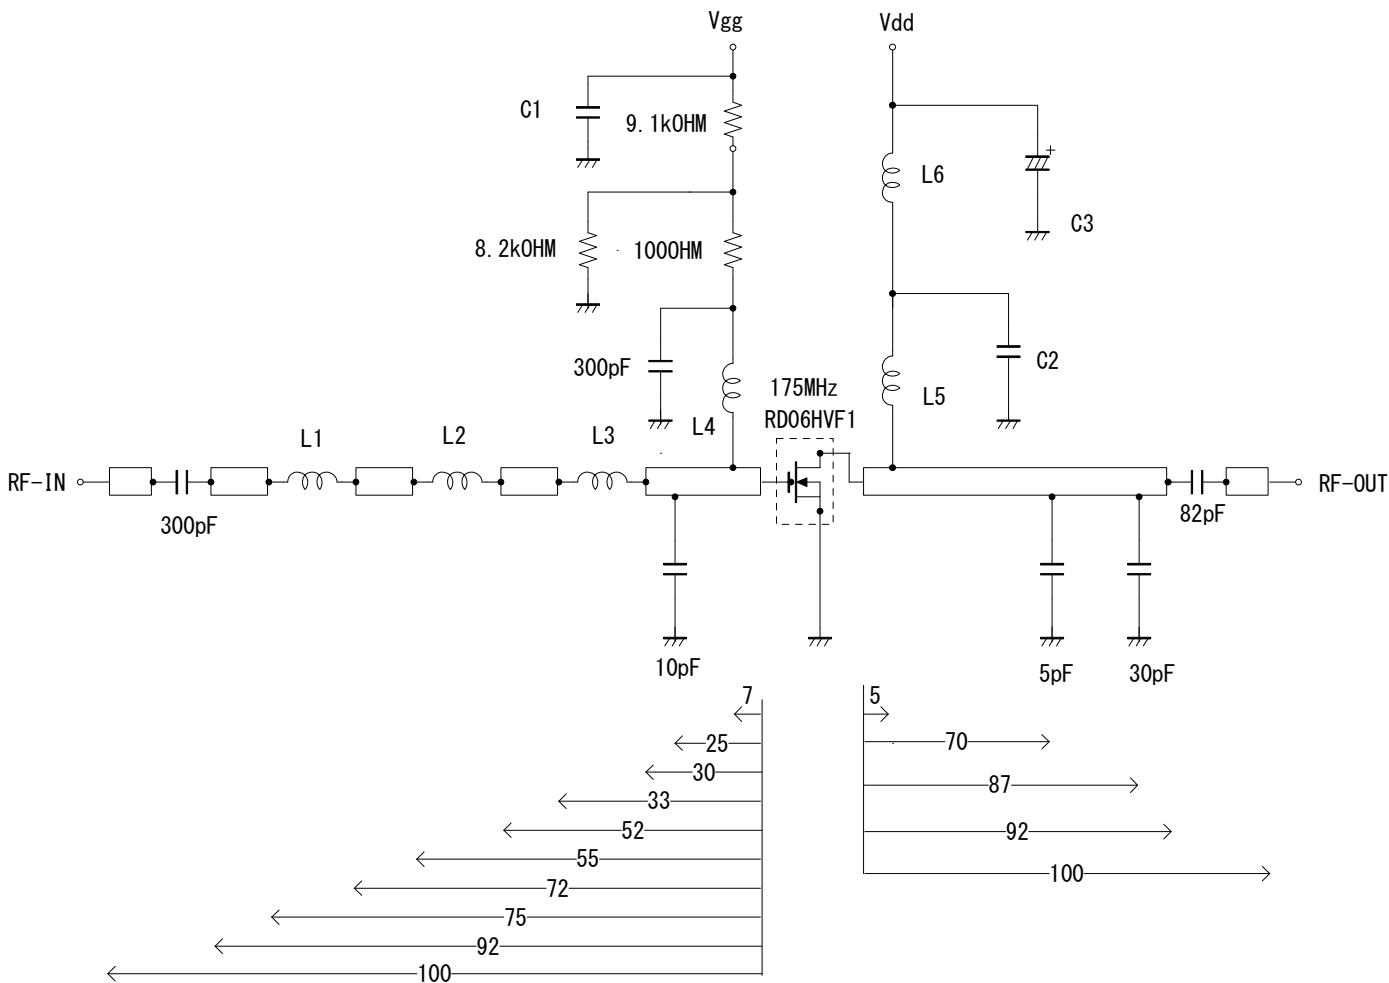 Vgg
Vdd
C1
9.1kOHM
L6
C3
8.2kOHM
100OHM
300pF
C2
175MHz
RD06HVF1
L5
L4
L1
L2
L3
RF-IN
RF-OUT
300pF
82pF
10pF
5pF
30pF
7
5
25
70
30
87
33
52
92
55
72
100
75
92
100